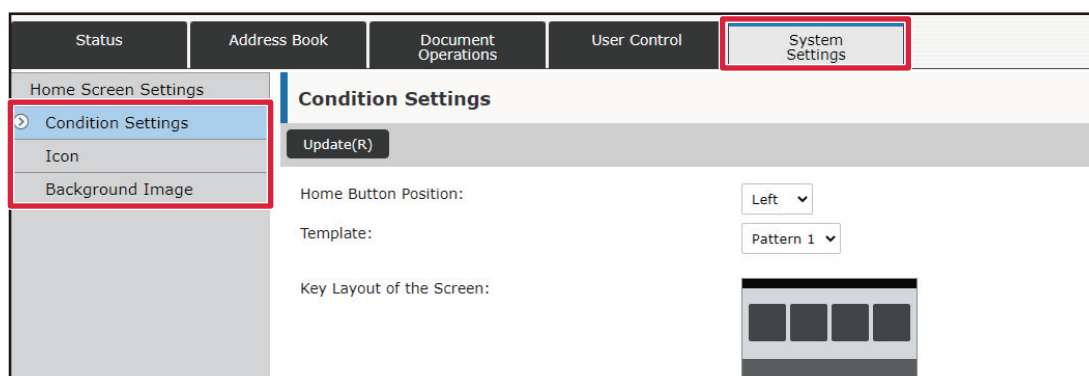 Status
Address Book
Document
Operations
User Control
System
Settings
Home Screen Settings
Condition Settings
Icon
Background Image
Condition Settings
Update(R)
Home Button Position:
Left
Template:
Pattern 1
Key Layout of the Screen: